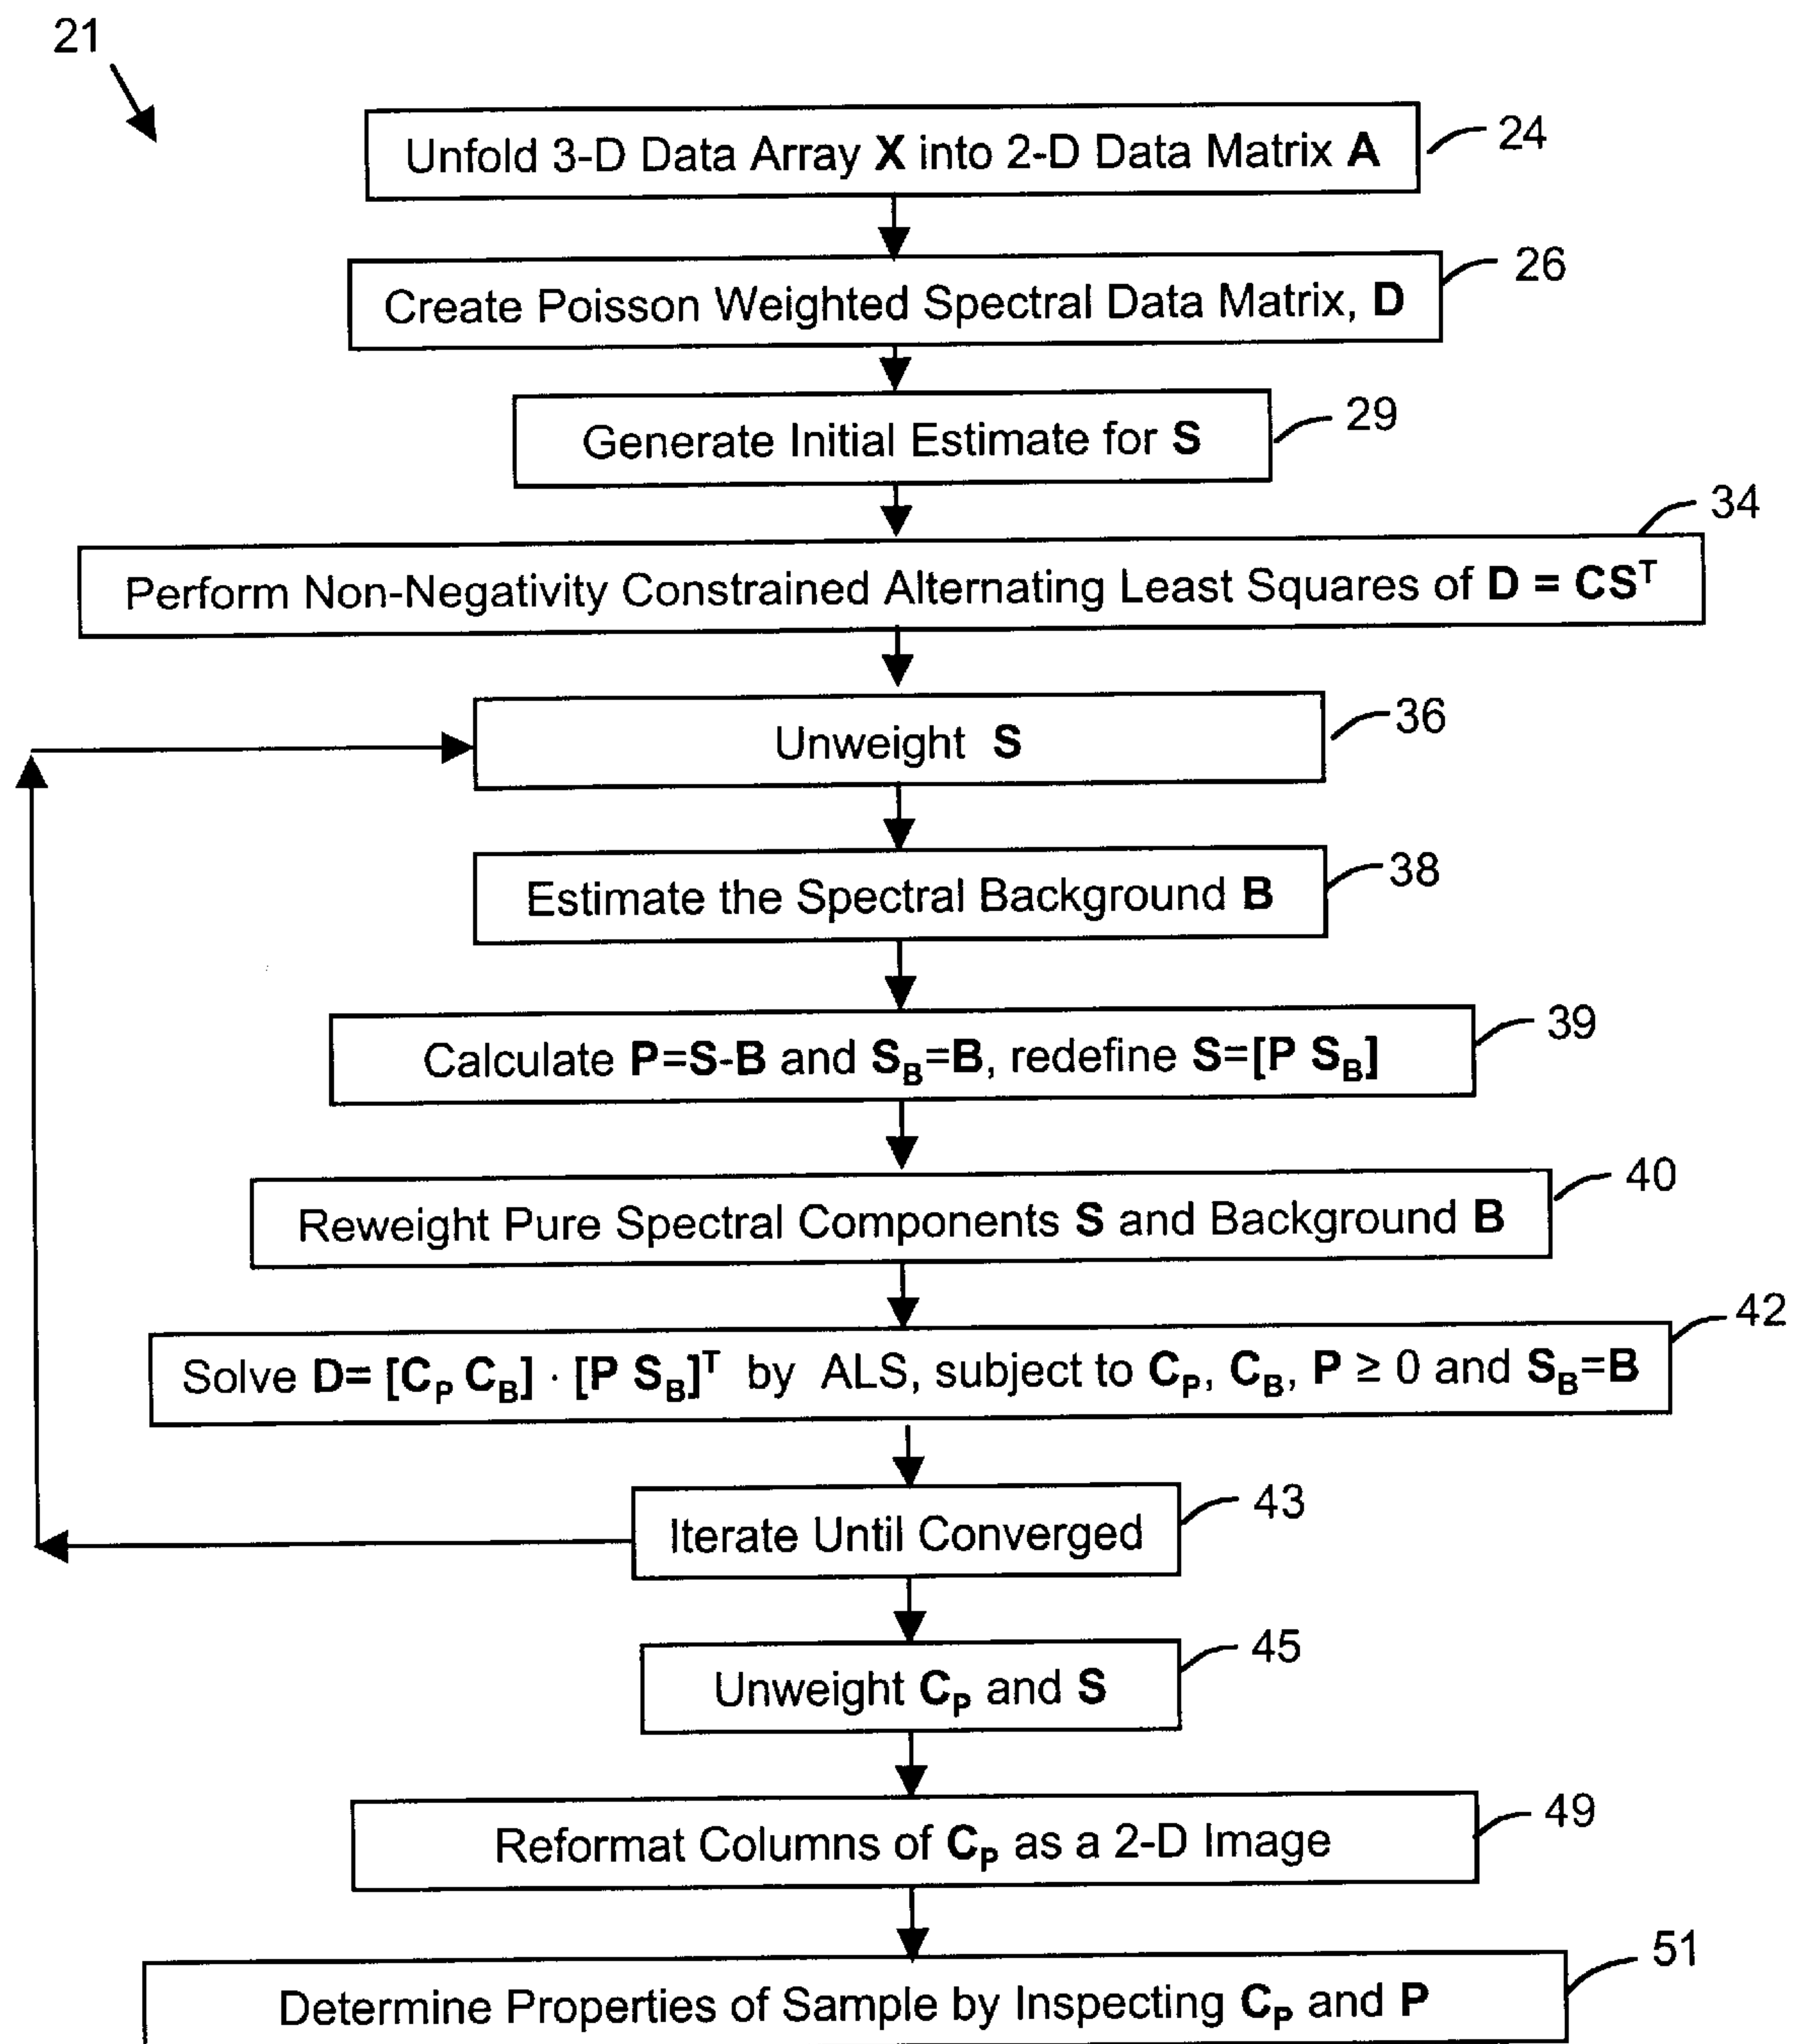 21
Unfold 3-D Data Array X into 2-D Data Matrix A
24
Create Poisson Weighted Spectral Data Matrix, D
26
Generate Initial Estimate for S
29
Perform Non-Negativity Constrained Alternating Least Squares of D = CSᵀ
34
Unweight S
36
Estimate the Spectral Background B
38
Calculate P=S-B and S_B=B, redefine S=[P S_B]
39
Reweight Pure Spectral Components S and Background B
40
Solve D= [C_P C_B] · [P S_B]ᵀ by ALS, subject to C_P, C_B, P ≥ 0 and S_B=B
42
Iterate Until Converged
43
Unweight C_P and S
45
Reformat Columns of C_P as a 2-D Image
49
Determine Properties of Sample by Inspecting C_P and P
51